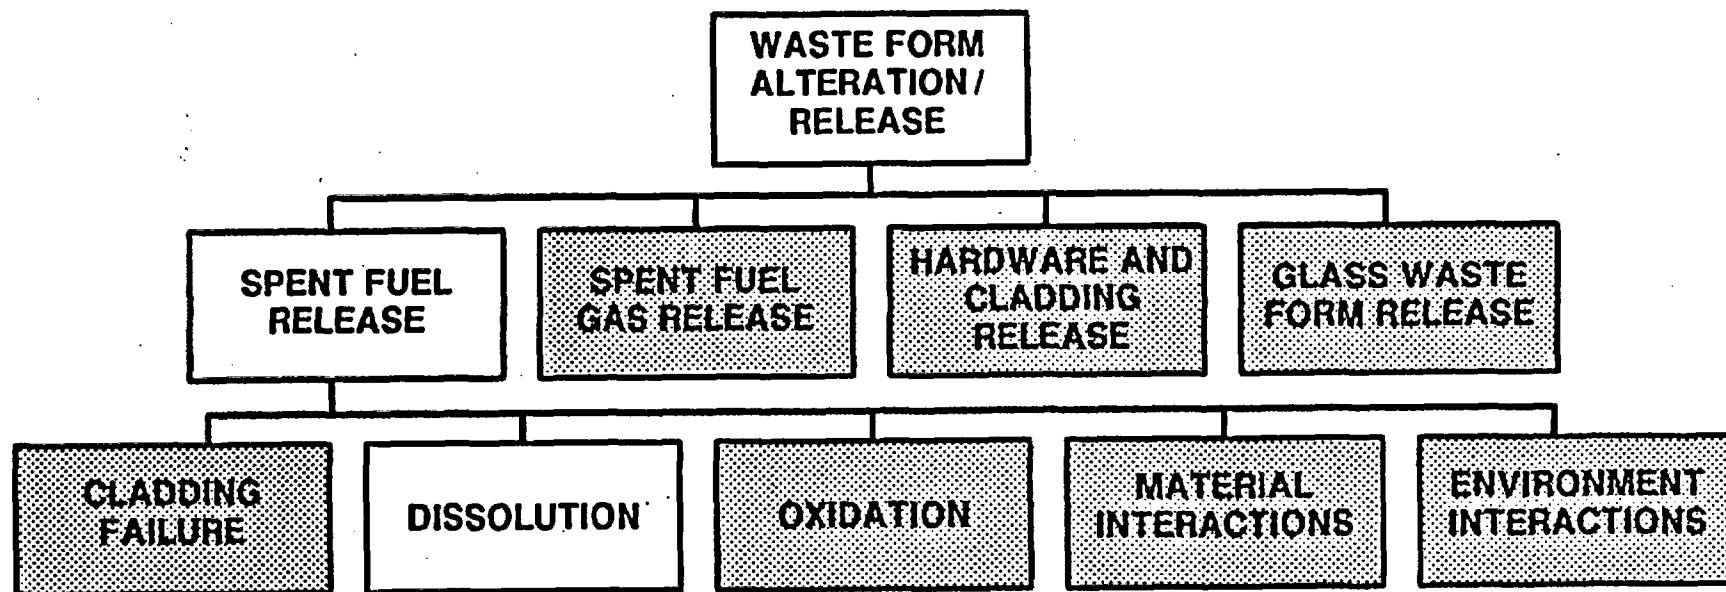 WASTE FORM
ALTERATION/
RELEASE
SPENT FUEL
RELEASE
SPENT FUEL
GAS RELEASE
HARDWARE AND
CLADDING
RELEASE
GLASS WASTE
FORM RELEASE
CLADDING
FAILURE
DISSOLUTION
OXIDATION
MATERIAL
INTERACTIONS
ENVIRONMENT
INTERACTIONS